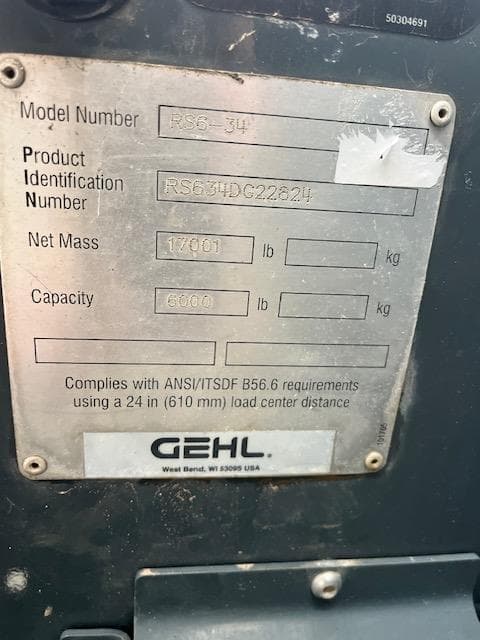 50304691
Model Number RS6-34
Product
Identification
Number RS634DG22824
Net Mass 17001 lb kg
Capacity 6000 lb kg
Complies with ANSI/ITSDF B56.6 requirements
using a 24 in (610 mm) load center distance
101765
GEHL®
West Bend, WI 53095 USA